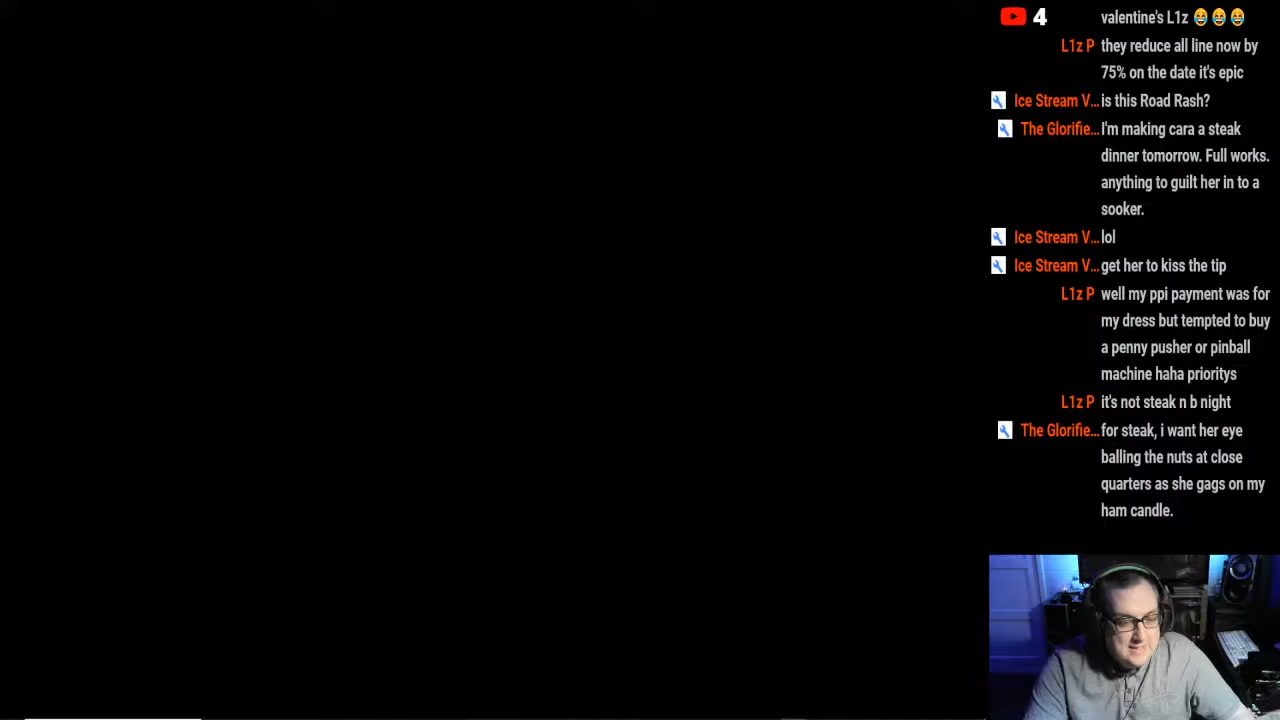 4
valentine's L1z 😂😂😂
L1z P they reduce all line now by
75% on the date it's epic
Ice Stream V... is this Road Rash?
The Glorifie... I'm making cara a steak
dinner tomorrow. Full works.
anything to guilt her in to a
sooker.
Ice Stream V... lol
Ice Stream V... get her to kiss the tip
L1z P well my ppi payment was for
my dress but tempted to buy
a penny pusher or pinball
machine haha prioritys
L1z P it's not steak n b night
The Glorifie... for steak, i want her eye
balling the nuts at close
quarters as she gags on my
ham candle.